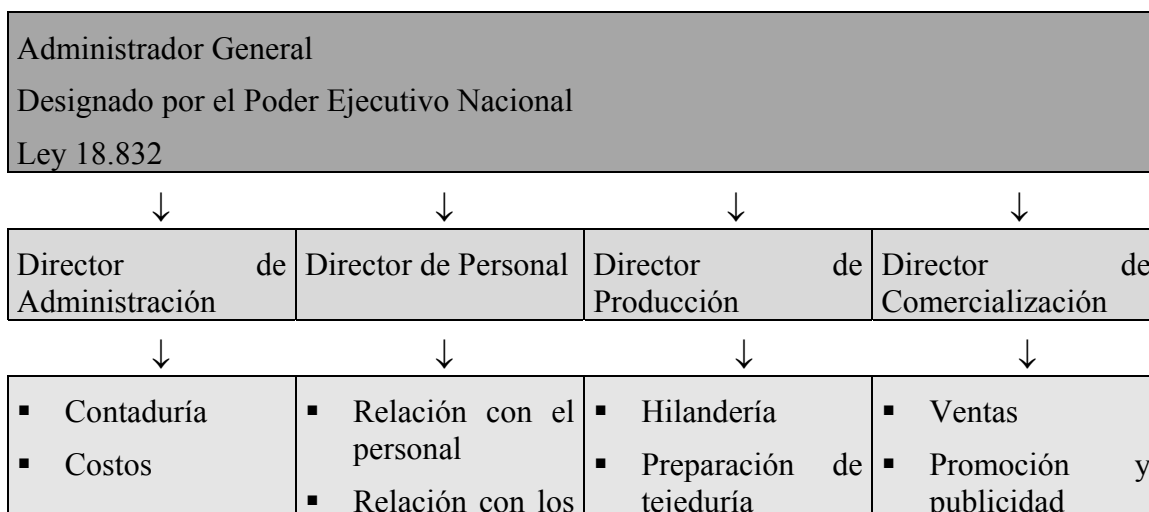 Administrador General
Designado por el Poder Ejecutivo Nacional
Ley 18.832
↓ ↓ ↓ ↓
Director de
Administración
Director de Personal
Director de
Producción
Director de
Comercialización
↓ ↓ ↓ ↓
▪ Contaduría
▪ Costos
▪ Relación con el
personal
▪ Relación con los
▪ Hilandería
▪ Preparación de
tejeduría
▪ Ventas
▪ Promoción y
publicidad